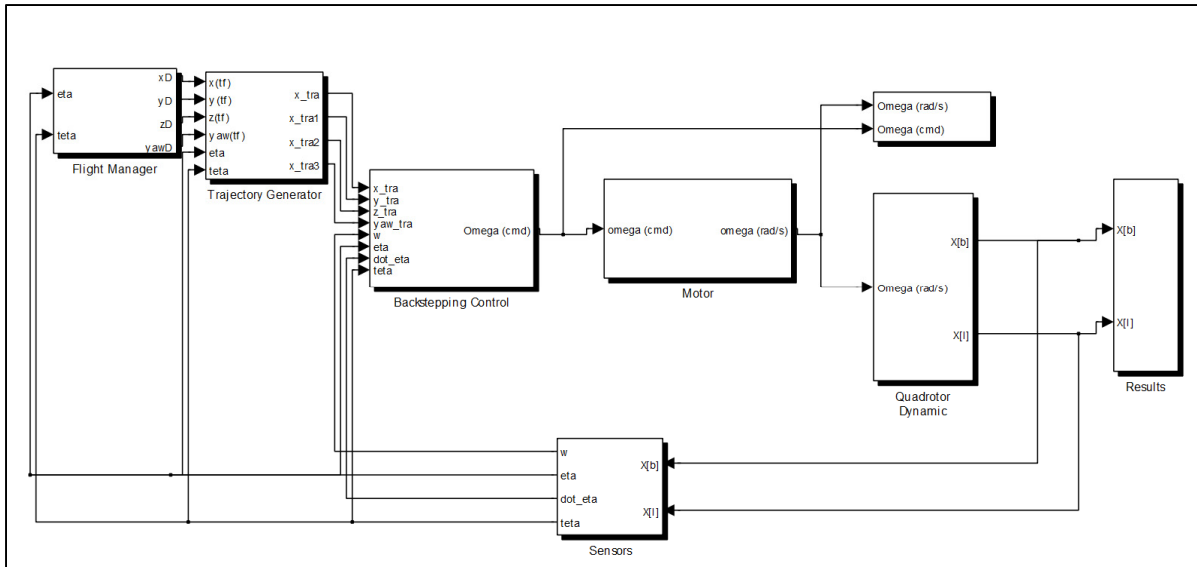 eta
teta
xD
yD
zD
yawD
Flight Manager
x(tf)
y (tf)
z(tf)
yaw(tf)
eta
teta
x_tra
x_tra1
x_tra2
x_tra3
Trajectory Generator
x_tra
y_tra
z_tra
yaw_tra
w
eta
dot_eta
teta
Omega (cmd)
Backstepping Control
omega (cmd)
omega (rad/s)
Motor
Omega (rad/s)
Omega (cmd)
Omega (rad/s)
X[b]
X[I]
Quadrotor
Dynamic
X[b]
X[I]
Results
w
eta
dot_eta
teta
X[b]
X[I]
Sensors